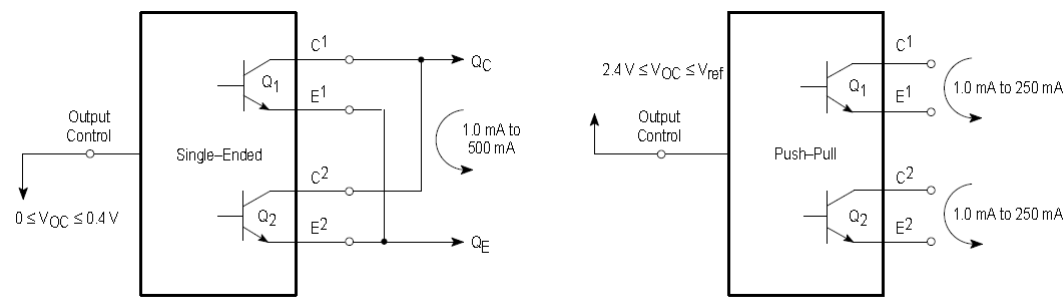 C1
QC
Q1
E1
Output
Control
Single–Ended
1.0 mA to
500 mA
C2
Q2
0 ≤ VOC ≤ 0.4 V
E2
QE
C1
2.4 V ≤ VOC ≤ Vref
Q1
1.0 mA to 250 mA
E1
Output
Control
Push–Pull
C2
Q2
1.0 mA to 250 mA
E2